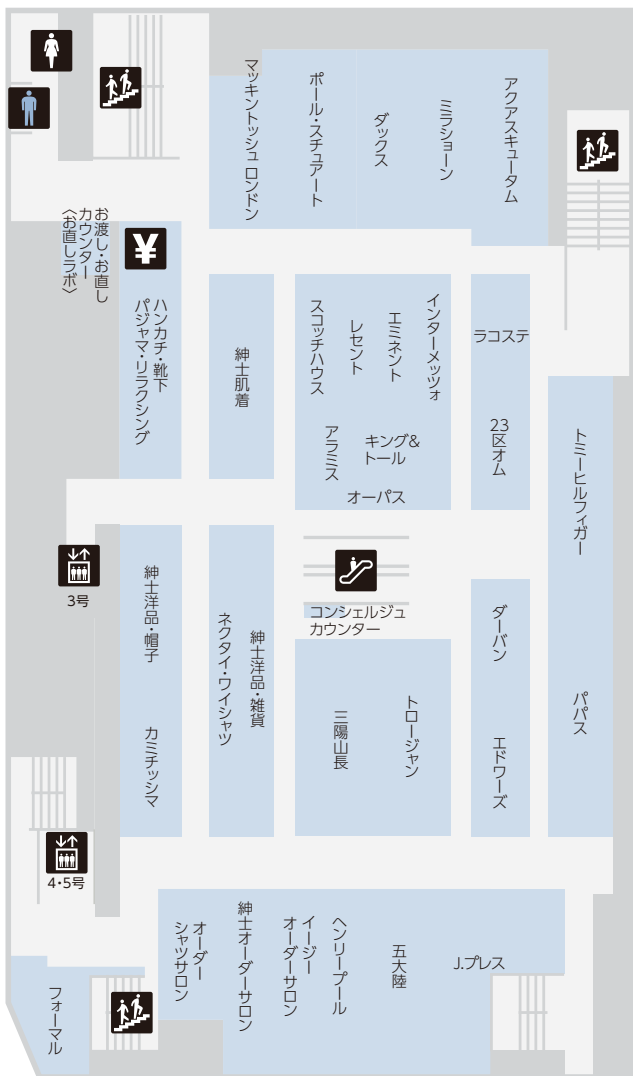 マッキントッシュ ロンドン
ポール・スチュアート
ダックス
ミラショーン
アクアスキュータム
お渡し・お直し
カウンター
〈お直しラボ〉
¥
ハンカチ・靴下
パジャマ・リラクシング
紳士肌着
スコッチハウス
レセント
エミネント
インターメッツォ
ラコステ
アラミス
キング&
トール
オーパス
23
区オム
トミーヒルフィガー
3号
紳士洋品・帽子
カミチッシマ
ネクタイ・ワイシャツ
紳士洋品・雑貨
コンシェルジュ
カウンター
三陽山長
トロージャン
ダーバン
エドワーズ
パパス
4・5号
オーダー
シャツサロン
紳士オーダーサロン
イージー
オーダーサロン
ヘンリープール
五大陸
J.プレス
フォーマル